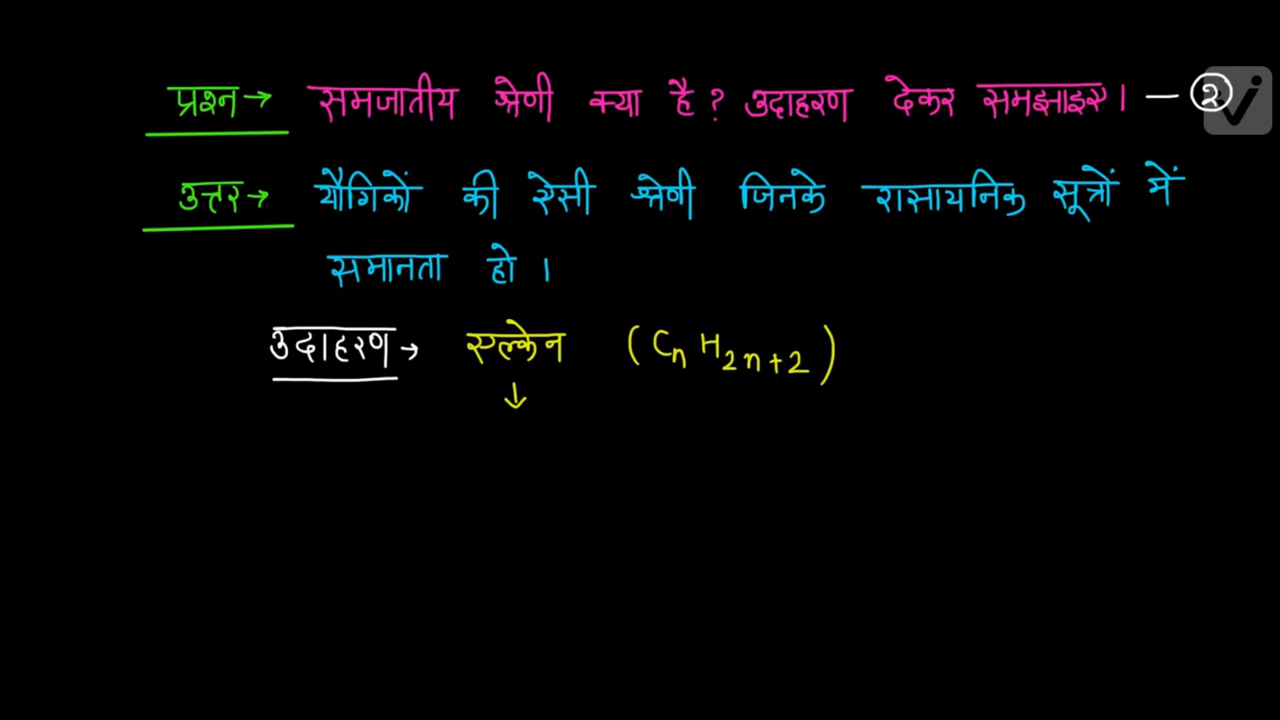 प्रश्न→ समजातीय श्रेणी क्या है ? उदाहरण देकर समझाइए। — ②
उत्तर→ यौगिकों की ऐसी श्रेणी जिनके रासायनिक सूत्रों में
समानता हो ।
उदाहरण→ एल्केन (CnH2n+2)
↓